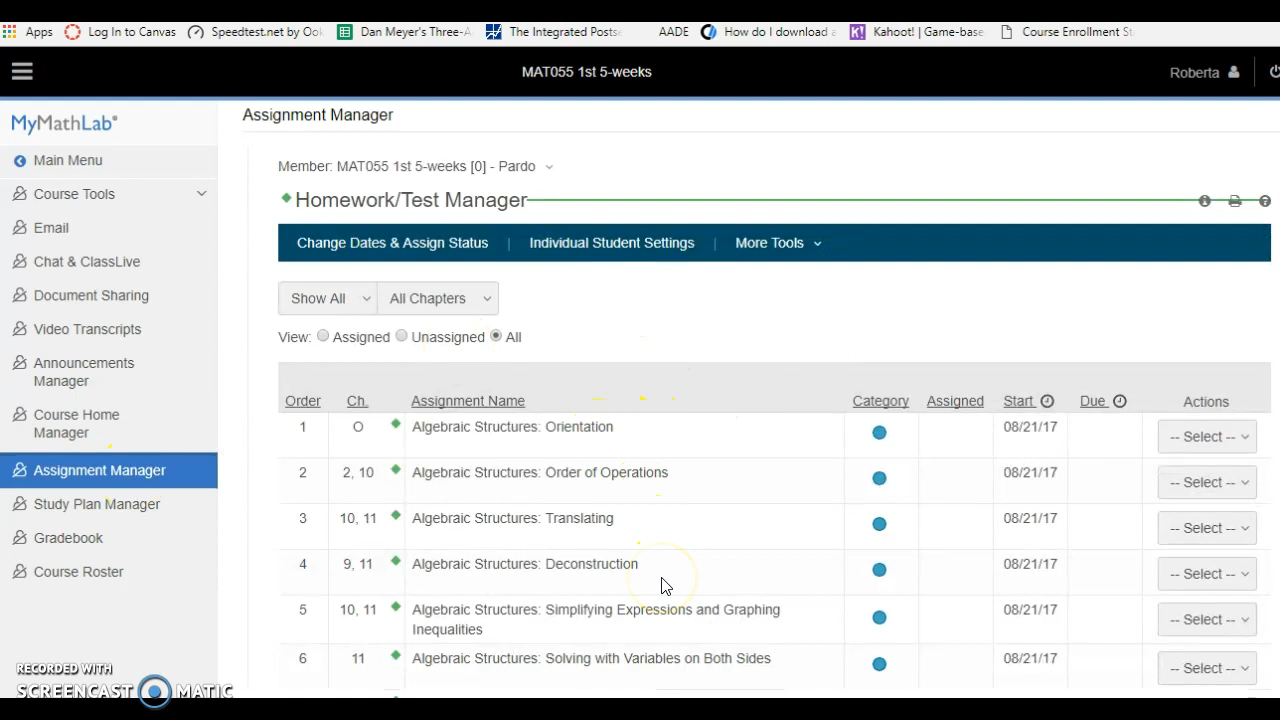 Apps Log In to Canvas Speedtest.net by Ook Dan Meyer's Three-A The Integrated Postse AADE How do I download a Kahoot! | Game-base Course Enrollment St
MAT055 1st 5-weeks Roberta
MyMathLab®
Main Menu
Course Tools
Email
Chat & ClassLive
Document Sharing
Video Transcripts
Announcements
Manager
Course Home
Manager
Assignment Manager
Study Plan Manager
Gradebook
Course Roster
Assignment Manager
Member: MAT055 1st 5-weeks [0] - Pardo
Homework/Test Manager
Change Dates & Assign Status | Individual Student Settings | More Tools
Show All All Chapters
View: Assigned Unassigned All
Order Ch. Assignment Name Category Assigned Start Due Actions
1 O Algebraic Structures: Orientation 08/21/17 -- Select --
2 2, 10 Algebraic Structures: Order of Operations 08/21/17 -- Select --
3 10, 11 Algebraic Structures: Translating 08/21/17 -- Select --
4 9, 11 Algebraic Structures: Deconstruction 08/21/17 -- Select --
5 10, 11 Algebraic Structures: Simplifying Expressions and Graphing 08/21/17 -- Select --
Inequalities
6 11 Algebraic Structures: Solving with Variables on Both Sides 08/21/17 -- Select --
RECORDED WITH
SCREENCAST MATIC